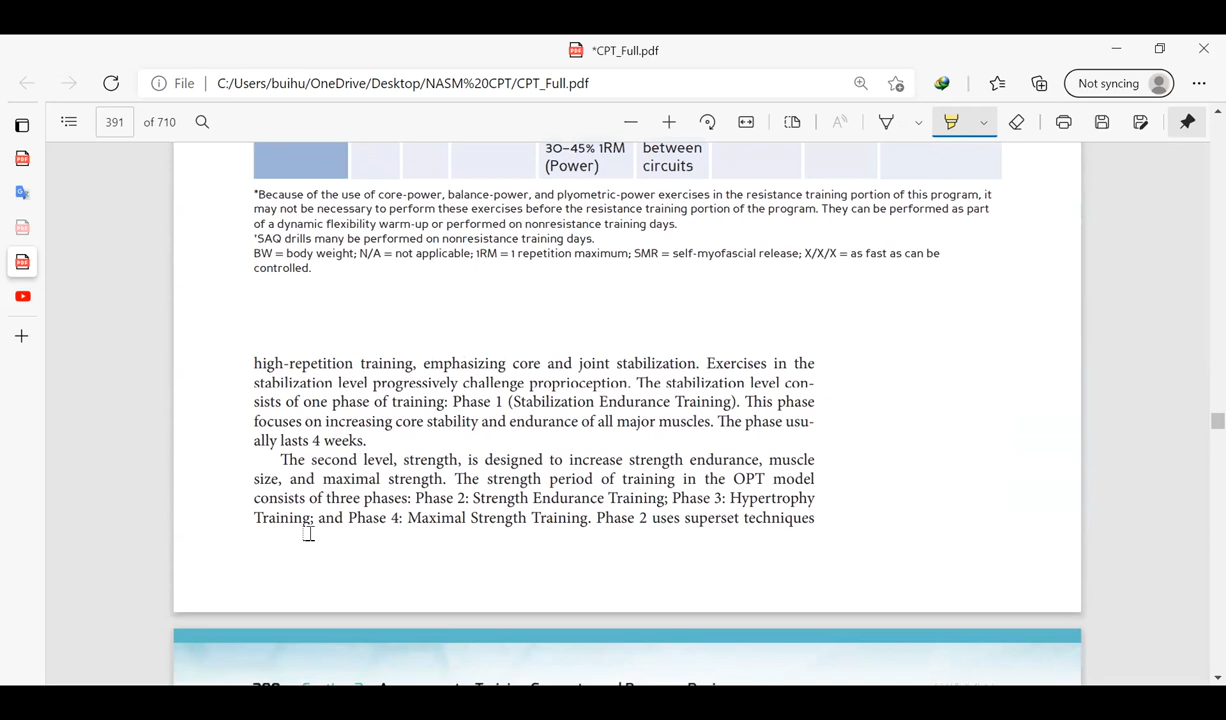 *CPT_Full.pdf
File C:/Users/buihu/OneDrive/Desktop/NASM%20CPT/CPT_Full.pdf
Not syncing
391 of 710
30–45% 1RM
(Power)
between
circuits
*Because of the use of core-power, balance-power, and plyometric-power exercises in the resistance training portion of this program, it
may not be necessary to perform these exercises before the resistance training portion of the program. They can be performed as part
of a dynamic flexibility warm-up or performed on nonresistance training days.
†SAQ drills many be performed on nonresistance training days.
BW = body weight; N/A = not applicable; 1RM = 1 repetition maximum; SMR = self-myofascial release; X/X/X = as fast as can be
controlled.
high-repetition training, emphasizing core and joint stabilization. Exercises in the
stabilization level progressively challenge proprioception. The stabilization level con-
sists of one phase of training: Phase 1 (Stabilization Endurance Training). This phase
focuses on increasing core stability and endurance of all major muscles. The phase usu-
ally lasts 4 weeks.
The second level, strength, is designed to increase strength endurance, muscle
size, and maximal strength. The strength period of training in the OPT model
consists of three phases: Phase 2: Strength Endurance Training; Phase 3: Hypertrophy
Training; and Phase 4: Maximal Strength Training. Phase 2 uses superset techniques